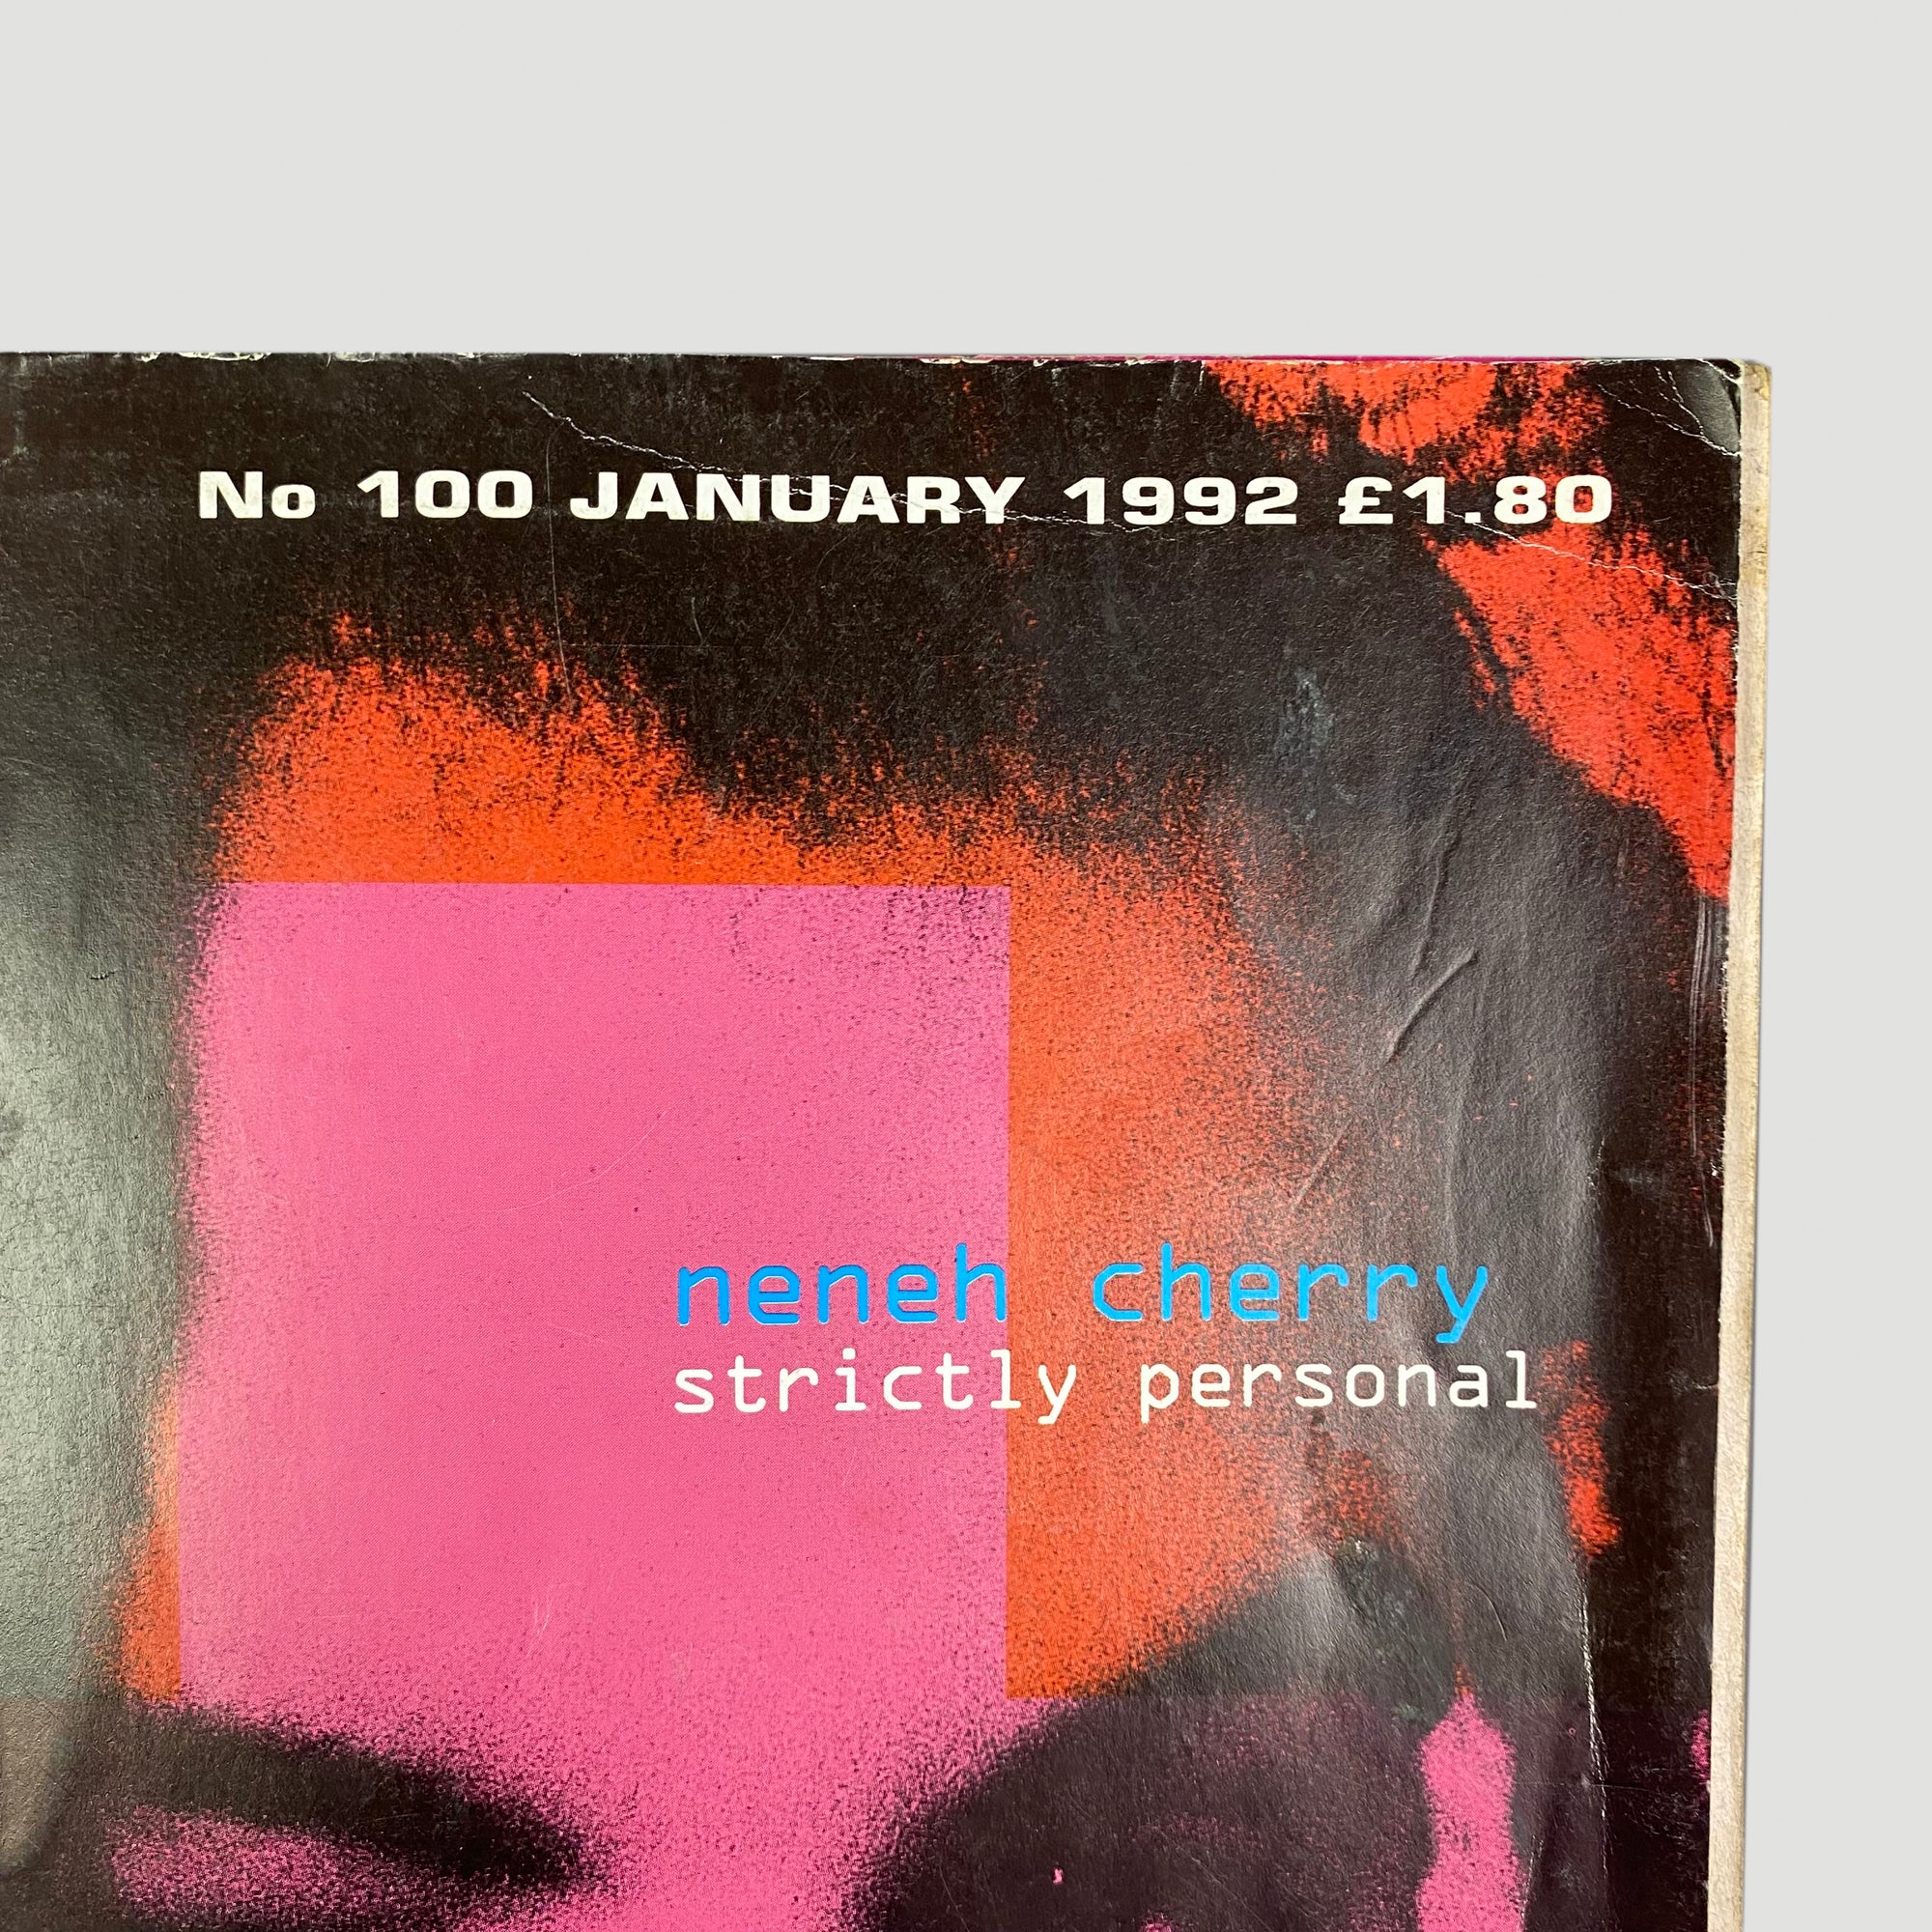 No 100 JANUARY 1992 £1.80
neneh cherry
strictly personal